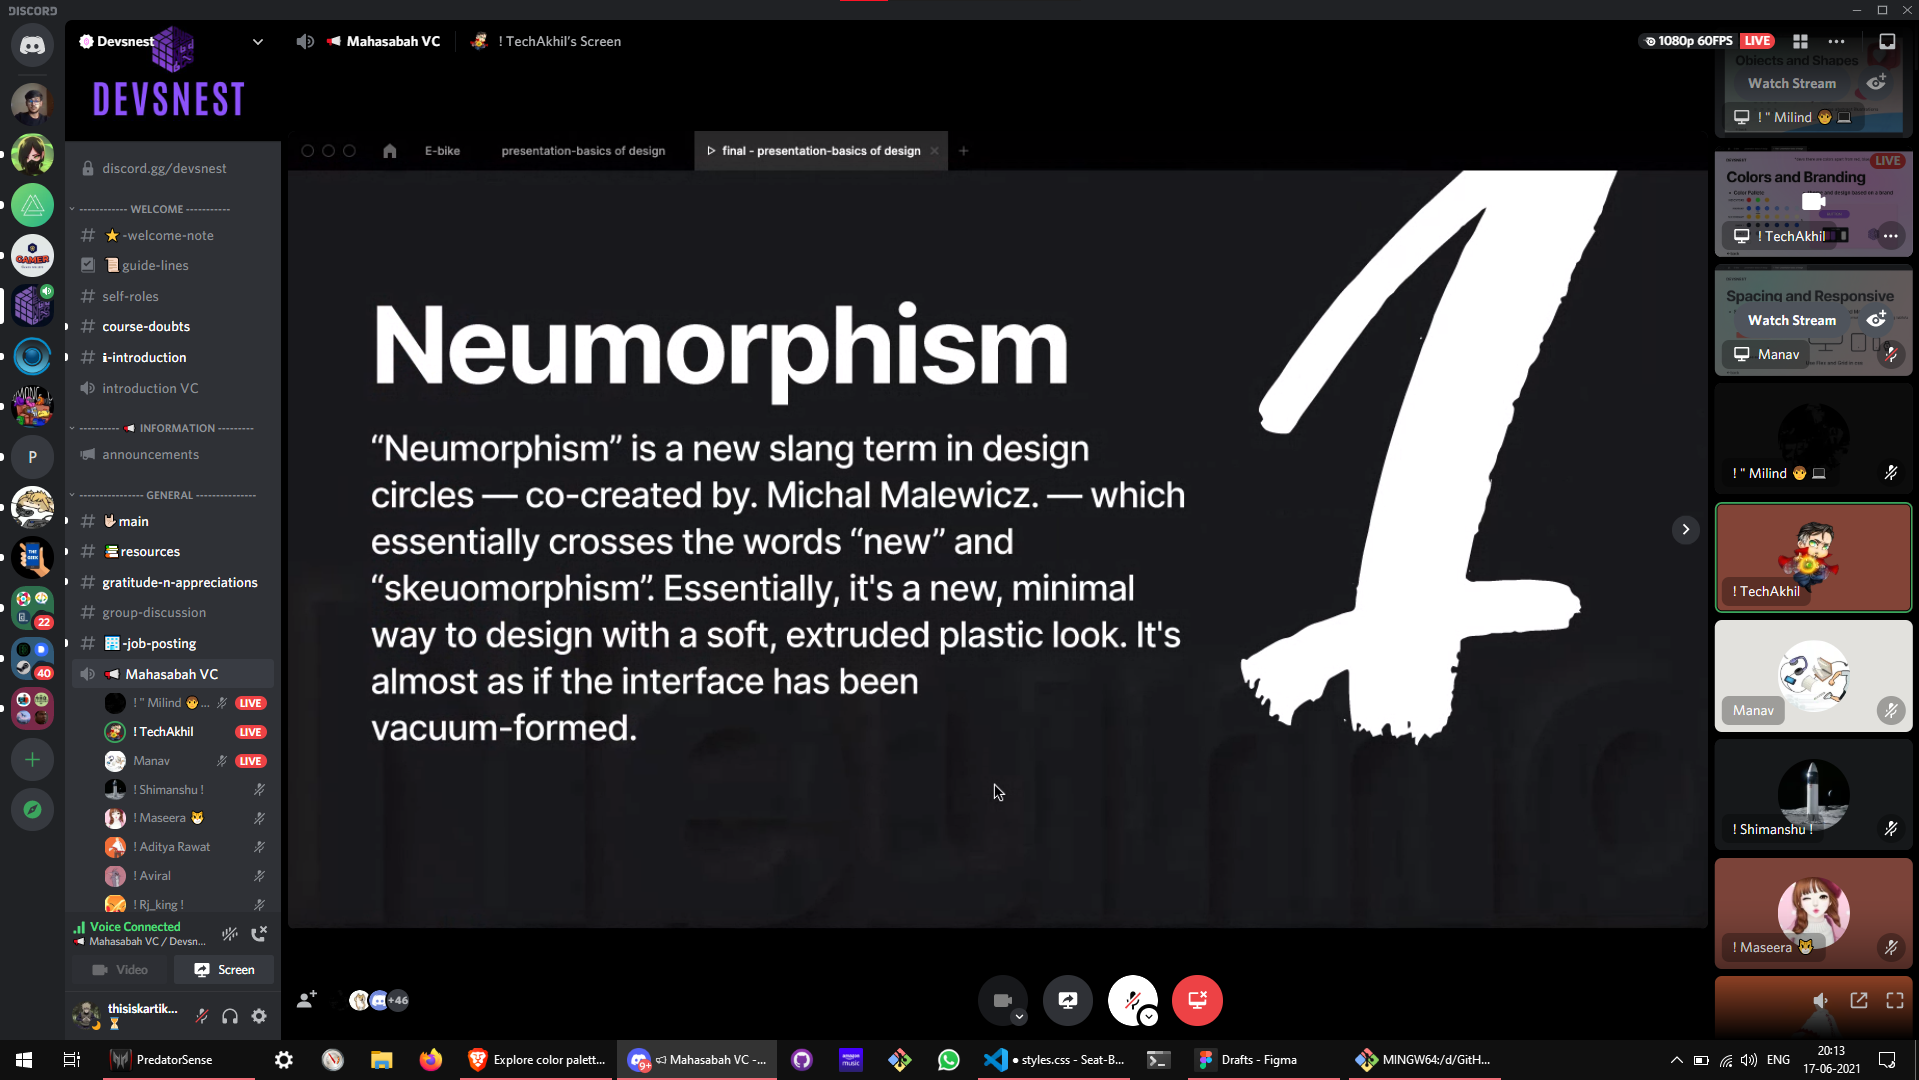 DISCORD
Devsnest
Mahasabah VC
! TechAkhil's Screen
1080p 60FPS
LIVE
DEVSNEST
discord.gg/devsnest
------------ WELCOME -----------
-welcome-note
guide-lines
self-roles
course-doubts
i-introduction
introduction VC
---------- INFORMATION ---------
announcements
----------------- GENERAL ---------------
main
resources
gratitude-n-appreciations
group-discussion
-job-posting
Mahasabah VC
! " Milind ...
LIVE
! TechAkhil
LIVE
Manav
LIVE
! Shimanshu !
! Maseera
! Aditya Rawat
! Aviral
! Rj_king !
Voice Connected
Mahasabah VC / Devsn...
Video
Screen
thisiskartik...
P
GAMER
22
40
E-bike
presentation-basics of design
final - presentation-basics of design
Neumorphism
“Neumorphism” is a new slang term in design
circles — co-created by. Michal Malewicz. — which
essentially crosses the words “new” and
“skeuomorphism”. Essentially, it's a new, minimal
way to design with a soft, extruded plastic look. It's
almost as if the interface has been
vacuum-formed.
1
+46
Objects and Shapes
Watch Stream
! " Milind
LIVE
Colors and Branding
! TechAkhil
Spacing and Responsive
Watch Stream
Manav
! " Milind
! TechAkhil
Manav
! Shimanshu !
! Maseera
PredatorSense
Explore color palett...
9+
Mahasabah VC -...
● styles.css - Seat-B...
Drafts - Figma
MINGW64:/d/GitH...
ENG
20:13
17-06-2021